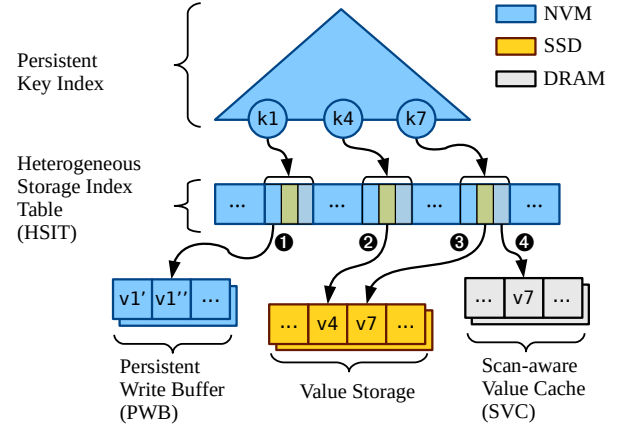 NVM
SSD
DRAM
Persistent
Key Index
k1
k4
k7
Heterogeneous
Storage Index
Table
(HSIT)
...
...
...
...
❶
❷
❸
❹
v1' v1'' ...
... v4 v7 ...
... v7 ...
Persistent
Write Buffer
(PWB)
Value Storage
Scan-aware
Value Cache
(SVC)